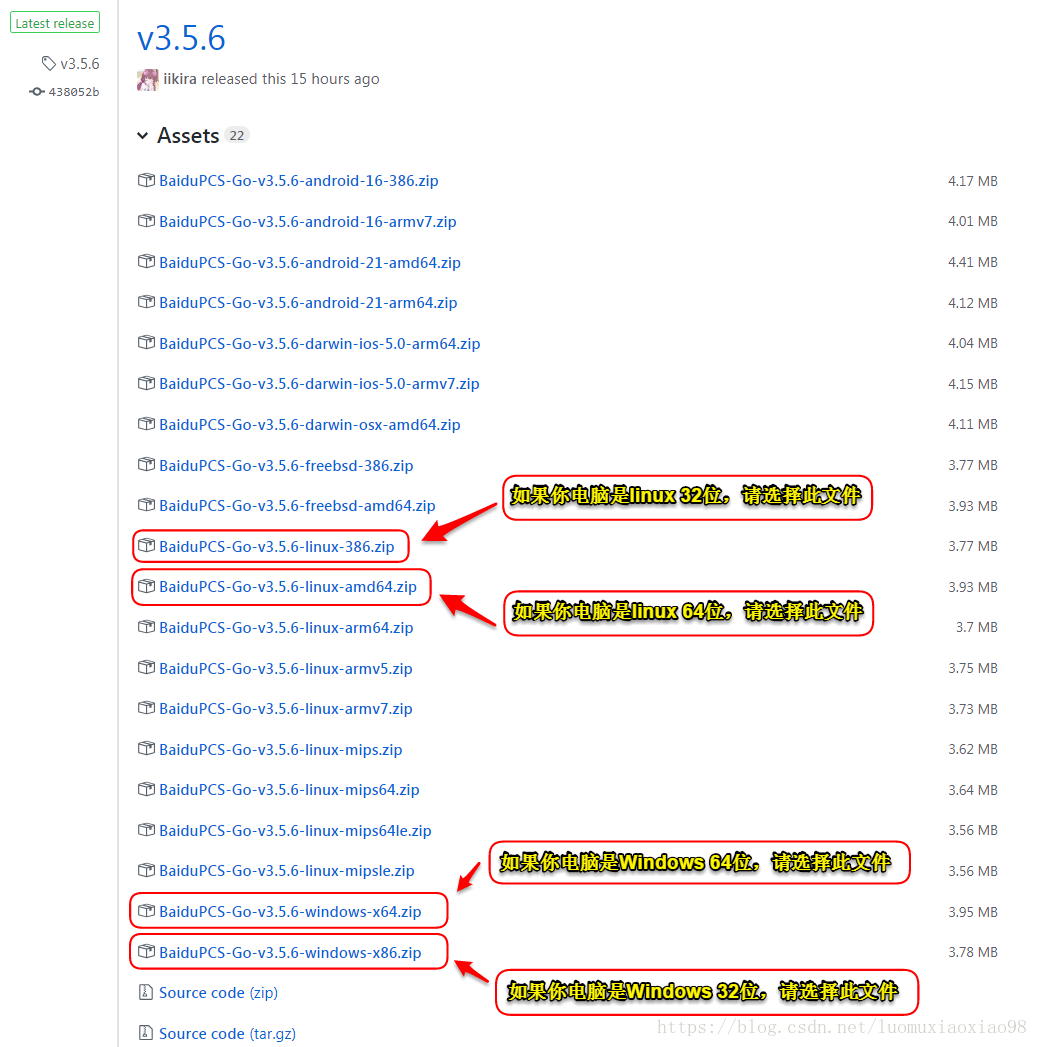 Latest release
v3.5.6
438052b
v3.5.6
iikira released this 15 hours ago
Assets 22
BaiduPCS-Go-v3.5.6-android-16-386.zip 4.17 MB
BaiduPCS-Go-v3.5.6-android-16-armv7.zip 4.01 MB
BaiduPCS-Go-v3.5.6-android-21-amd64.zip 4.41 MB
BaiduPCS-Go-v3.5.6-android-21-arm64.zip 4.12 MB
BaiduPCS-Go-v3.5.6-darwin-ios-5.0-arm64.zip 4.04 MB
BaiduPCS-Go-v3.5.6-darwin-ios-5.0-armv7.zip 4.15 MB
BaiduPCS-Go-v3.5.6-darwin-osx-amd64.zip 4.11 MB
BaiduPCS-Go-v3.5.6-freebsd-386.zip 3.77 MB
如果你电脑是linux 32位，请选择此文件
BaiduPCS-Go-v3.5.6-freebsd-amd64.zip 3.93 MB
BaiduPCS-Go-v3.5.6-linux-386.zip 3.77 MB
BaiduPCS-Go-v3.5.6-linux-amd64.zip 3.93 MB
如果你电脑是linux 64位，请选择此文件
BaiduPCS-Go-v3.5.6-linux-arm64.zip 3.7 MB
BaiduPCS-Go-v3.5.6-linux-armv5.zip 3.75 MB
BaiduPCS-Go-v3.5.6-linux-armv7.zip 3.73 MB
BaiduPCS-Go-v3.5.6-linux-mips.zip 3.62 MB
BaiduPCS-Go-v3.5.6-linux-mips64.zip 3.64 MB
BaiduPCS-Go-v3.5.6-linux-mips64le.zip 3.56 MB
如果你电脑是Windows 64位，请选择此文件
BaiduPCS-Go-v3.5.6-linux-mipsle.zip 3.56 MB
BaiduPCS-Go-v3.5.6-windows-x64.zip 3.95 MB
BaiduPCS-Go-v3.5.6-windows-x86.zip 3.78 MB
如果你电脑是Windows 32位，请选择此文件
Source code (zip)
Source code (tar.gz)
https://blog.csdn.net/luomuxiaoxiao98